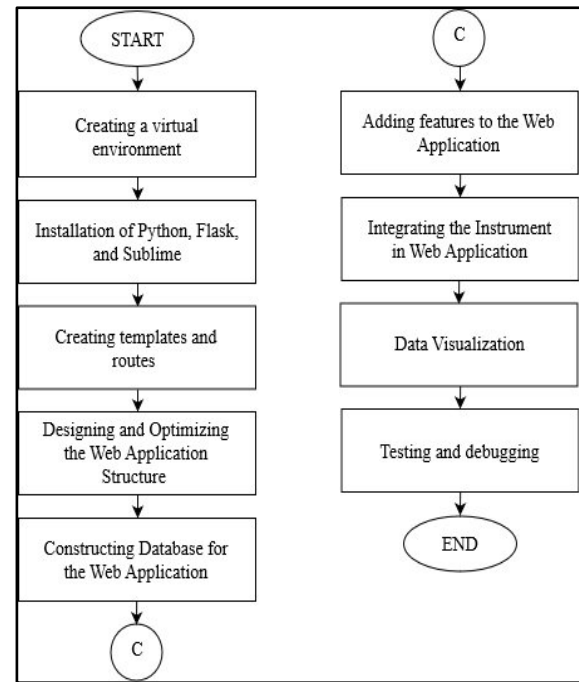 START
Creating a virtual
environment
Installation of Python, Flask,
and Sublime
Creating templates and
routes
Designing and Optimizing
the Web Application
Structure
Constructing Database for
the Web Application
C
C
Adding features to the Web
Application
Integrating the Instrument
in Web Application
Data Visualization
Testing and debugging
END